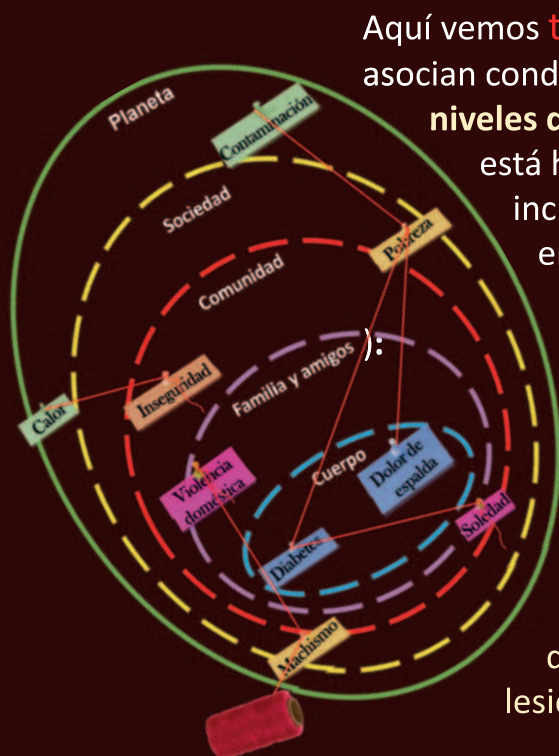 Aquí vemos
asocian cond
niveles
está
inc
e
Planeta
Contaminación
Sociedad
Pobreza
Comunidad
):
Familia y amigos
Inseguridad
Calor
Cuerpo
Dolor de
espalda
Violencia
doméstica
Soledad
Diabetes
Machismo
lesi